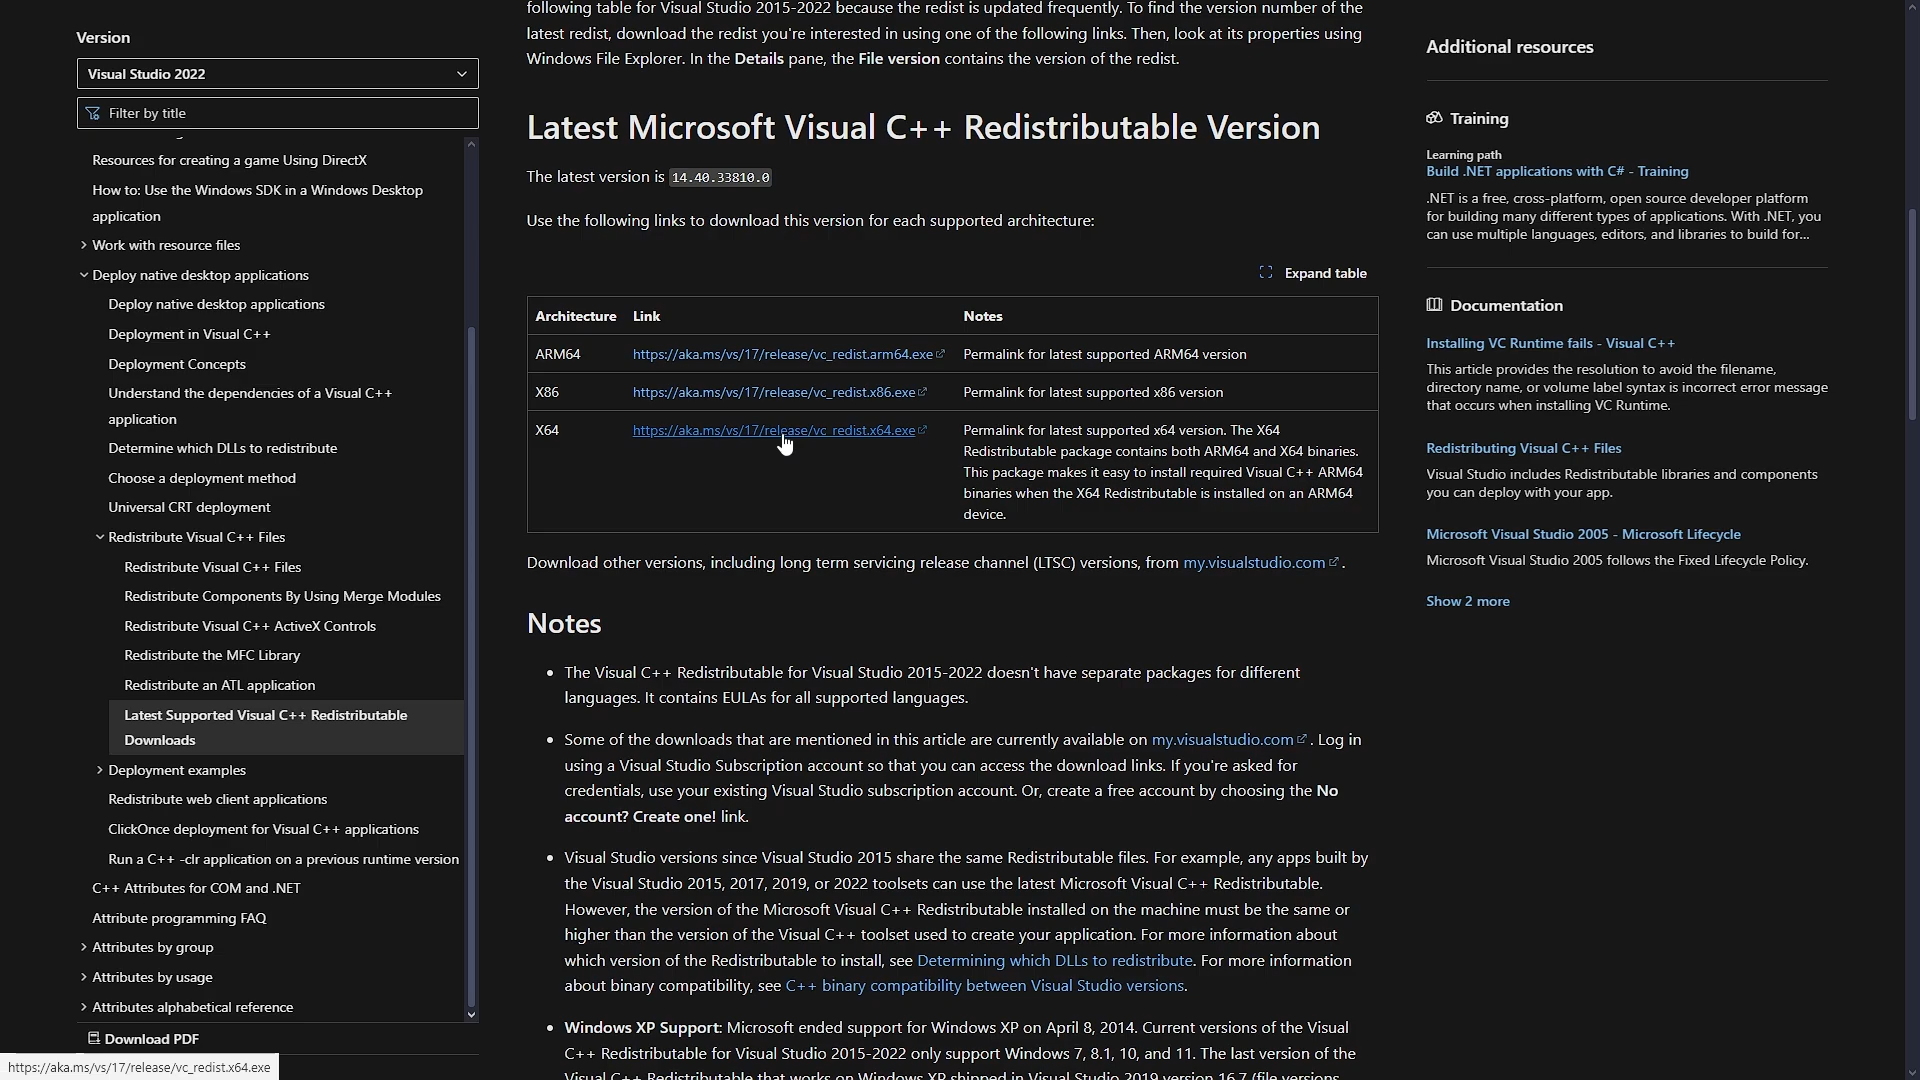 Version
Visual Studio 2022
Filter by title
Resources for creating a game Using DirectX
How to: Use the Windows SDK in a Windows Desktop
application
Work with resource files
Deploy native desktop applications
Deploy native desktop applications
Deployment in Visual C++
Deployment Concepts
Understand the dependencies of a Visual C++
application
Determine which DLLs to redistribute
Choose a deployment method
Universal CRT deployment
Redistribute Visual C++ Files
Redistribute Visual C++ Files
Redistribute Components By Using Merge Modules
Redistribute Visual C++ ActiveX Controls
Redistribute the MFC Library
Redistribute an ATL application
Latest Supported Visual C++ Redistributable
Downloads
Deployment examples
Redistribute web client applications
ClickOnce deployment for Visual C++ applications
Run a C++ -clr application on a previous runtime version
C++ Attributes for COM and .NET
Attribute programming FAQ
Attributes by group
Attributes by usage
Attributes alphabetical reference
Download PDF
https://aka.ms/vs/17/release/vc_redist.x64.exe
following table for Visual Studio 2015-2022 because the redist is updated frequently. To find the version number of the
latest redist, download the redist you're interested in using one of the following links. Then, look at its properties using
Windows File Explorer. In the Details pane, the File version contains the version of the redist.
Latest Microsoft Visual C++ Redistributable Version
The latest version is 14.40.33810.0
Use the following links to download this version for each supported architecture:
Expand table
Architecture Link Notes
ARM64 https://aka.ms/vs/17/release/vc_redist.arm64.exe Permalink for latest supported ARM64 version
X86 https://aka.ms/vs/17/release/vc_redist.x86.exe Permalink for latest supported x86 version
X64 https://aka.ms/vs/17/release/vc_redist.x64.exe Permalink for latest supported x64 version. The X64
Redistributable package contains both ARM64 and X64 binaries.
This package makes it easy to install required Visual C++ ARM64
binaries when the X64 Redistributable is installed on an ARM64
device.
Download other versions, including long term servicing release channel (LTSC) versions, from my.visualstudio.com .
Notes
• The Visual C++ Redistributable for Visual Studio 2015-2022 doesn't have separate packages for different
languages. It contains EULAs for all supported languages.
• Some of the downloads that are mentioned in this article are currently available on my.visualstudio.com . Log in
using a Visual Studio Subscription account so that you can access the download links. If you're asked for
credentials, use your existing Visual Studio subscription account. Or, create a free account by choosing the No
account? Create one! link.
• Visual Studio versions since Visual Studio 2015 share the same Redistributable files. For example, any apps built by
the Visual Studio 2015, 2017, 2019, or 2022 toolsets can use the latest Microsoft Visual C++ Redistributable.
However, the version of the Microsoft Visual C++ Redistributable installed on the machine must be the same or
higher than the version of the Visual C++ toolset used to create your application. For more information about
which version of the Redistributable to install, see Determining which DLLs to redistribute. For more information
about binary compatibility, see C++ binary compatibility between Visual Studio versions.
• Windows XP Support: Microsoft ended support for Windows XP on April 8, 2014. Current versions of the Visual
C++ Redistributable for Visual Studio 2015-2022 only support Windows 7, 8.1, 10, and 11. The last version of the
Visual C++ Redistributable that works on Windows XP shipped in Visual Studio 2019 version 16.7 (file versions
Additional resources
Training
Learning path
Build .NET applications with C# - Training
.NET is a free, cross-platform, open source developer platform
for building many different types of applications. With .NET, you
can use multiple languages, editors, and libraries to build for...
Documentation
Installing VC Runtime fails - Visual C++
This article provides the resolution to avoid the filename,
directory name, or volume label syntax is incorrect error message
that occurs when installing VC Runtime.
Redistributing Visual C++ Files
Visual Studio includes Redistributable libraries and components
you can deploy with your app.
Microsoft Visual Studio 2005 - Microsoft Lifecycle
Microsoft Visual Studio 2005 follows the Fixed Lifecycle Policy.
Show 2 more